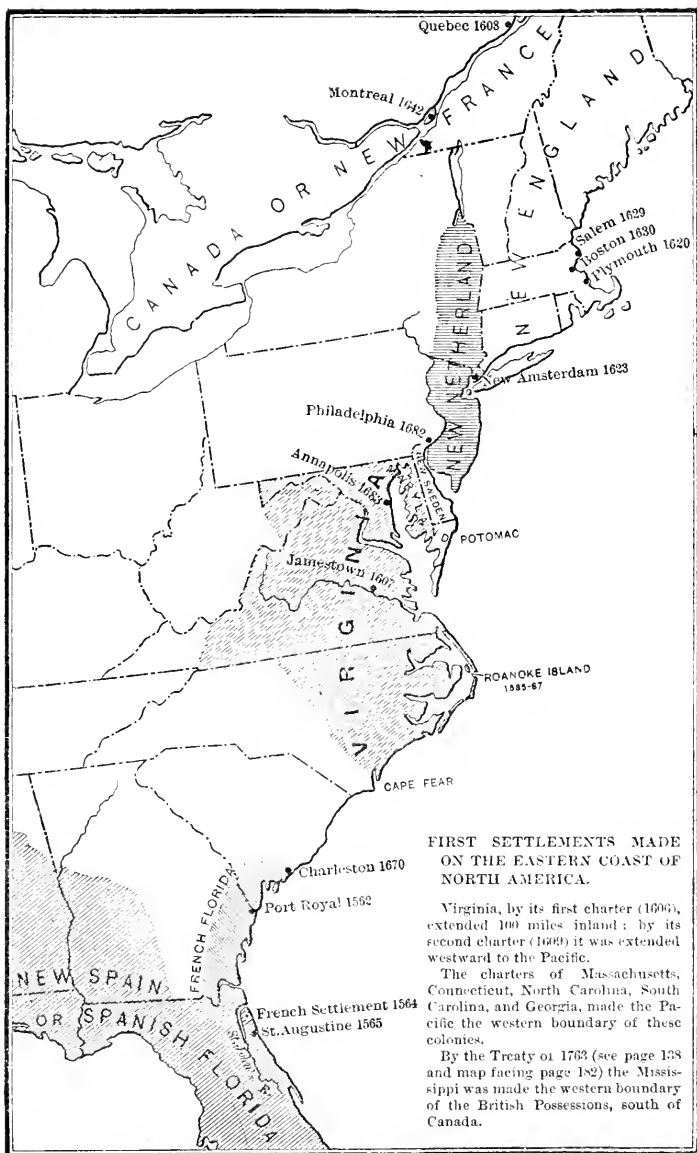 Quebec 1608
Montreal 1642
CANADA OR NEW FRANCE
NEW ENGLAND
Salem 1629
Boston 1630
Plymouth 1620
NEW NETHERLAND
New Amsterdam 1623
Philadelphia 1682
Annapolis 1683
NEW SWEDEN
MARYLAND
POTOMAC
Jamestown 1607
VIRGINIA
ROANOKE ISLAND
1585-87
CAPE FEAR
Charleston 1670
Port Royal 1562
FRENCH FLORIDA
NEW SPAIN
OR SPANISH FLORIDA
French Settlement 1564
St. Augustine 1565
FIRST SETTLEMENTS MADE
ON THE EASTERN COAST OF
NORTH AMERICA.
Virginia, by its first charter (1606),
extended 100 miles inland; by its
second charter (1609) it was extended
westward to the Pacific.
The charters of Massachusetts,
Connecticut, North Carolina, South
Carolina, and Georgia, made the Pa-
cific the western boundary of these
colonies.
By the Treaty of 1763 (see page 138
and map facing page 182) the Missis-
sippi was made the western boundary
of the British Possessions, south of
Canada.